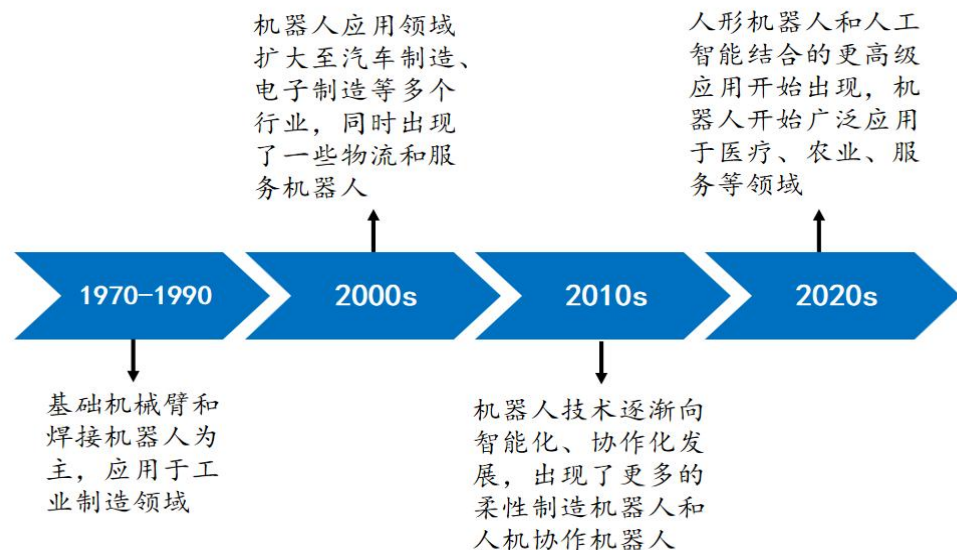 机器人应用领域
扩大至汽车制造、
电子制造等多个
行业，同时出现
了一些物流和服
务机器人
人形机器人和人工
智能结合的更高级
应用开始出现，机
器人开始广泛应用
于医疗、农业、服
务等领域
1970-1990
2000s
2010s
2020s
基础机械臂和
焊接机器人为
主，应用于工
业制造领域
机器人技术逐渐向
智能化、协作化发
展，出现了更多的
柔性制造机器人和
人机协作机器人